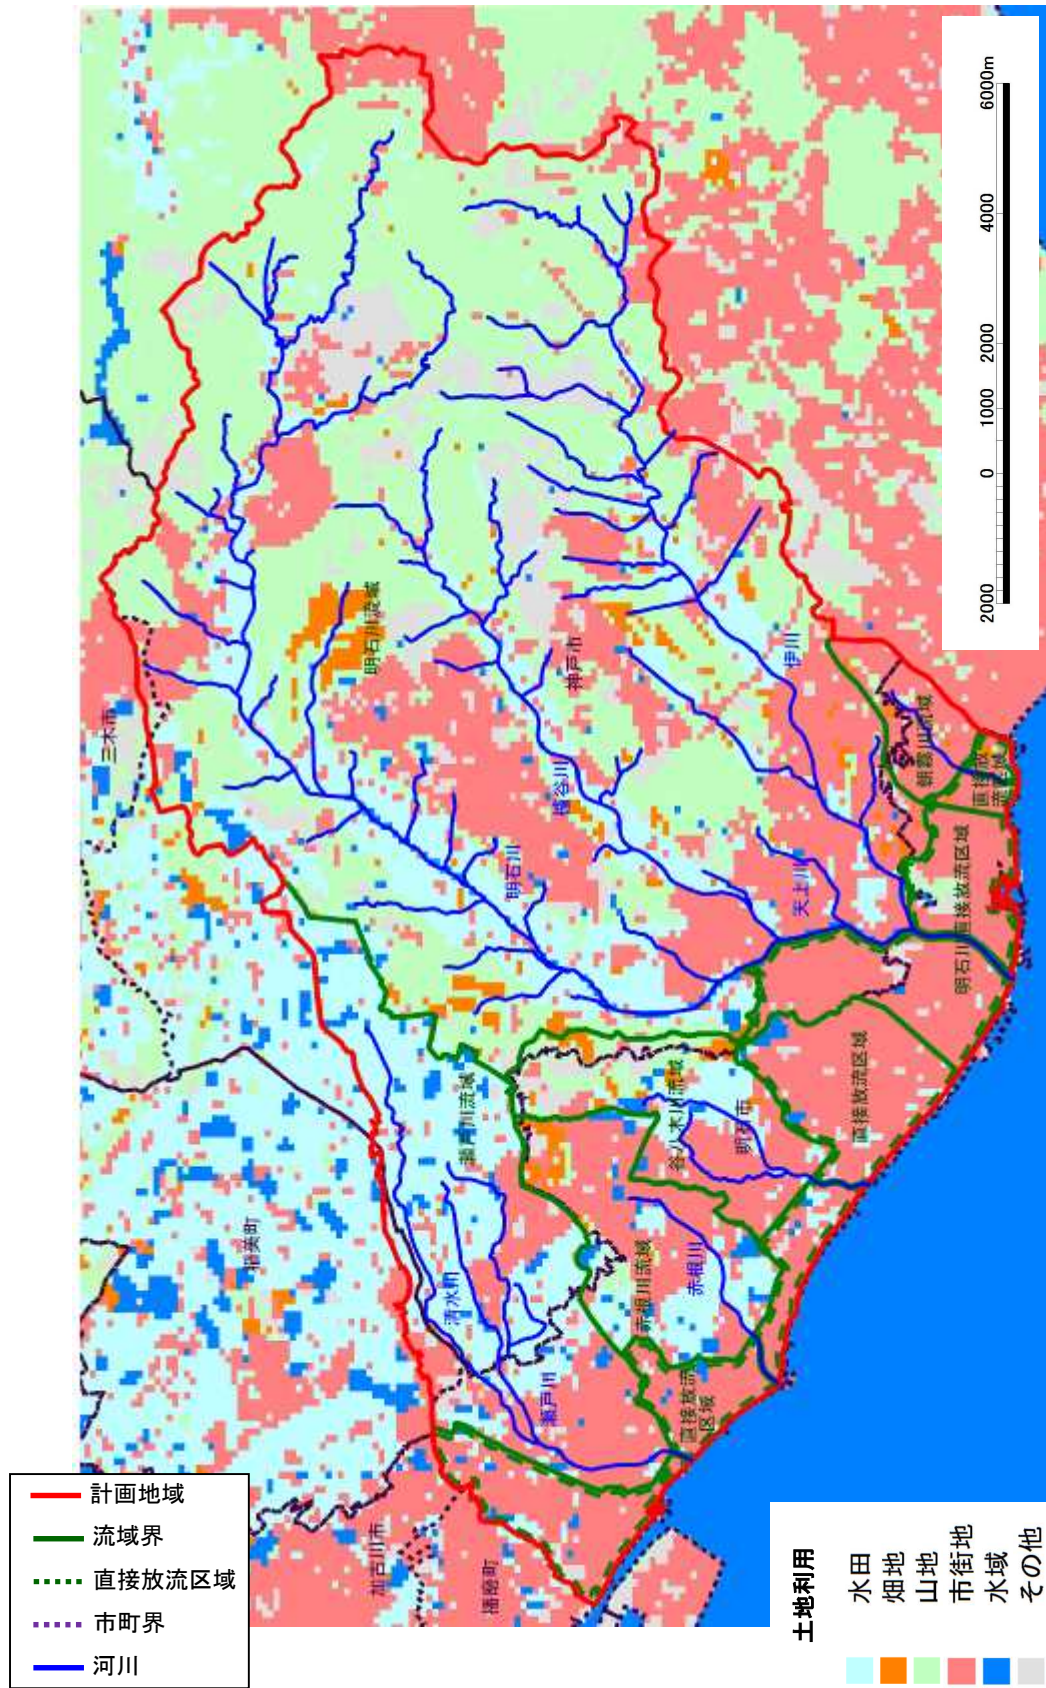 計画地域
流域界
直接放流区域
市町界
河川
土地利用
水田
畑地
山地
市街地
水域
その他
2000
0
1000
2000
4000
6000m
三木市
稲美町
加古川市
播磨町
神戸市
明石市
明石川流域
瀬戸川流域
谷八木川流域
赤根川流域
朝霧川流域
直接放
流区域
明石川直接放流区域
直接放流区域
直接放流
区域
明石川
櫨谷川
伊川
天上川
清水川
瀬戸川
赤根川